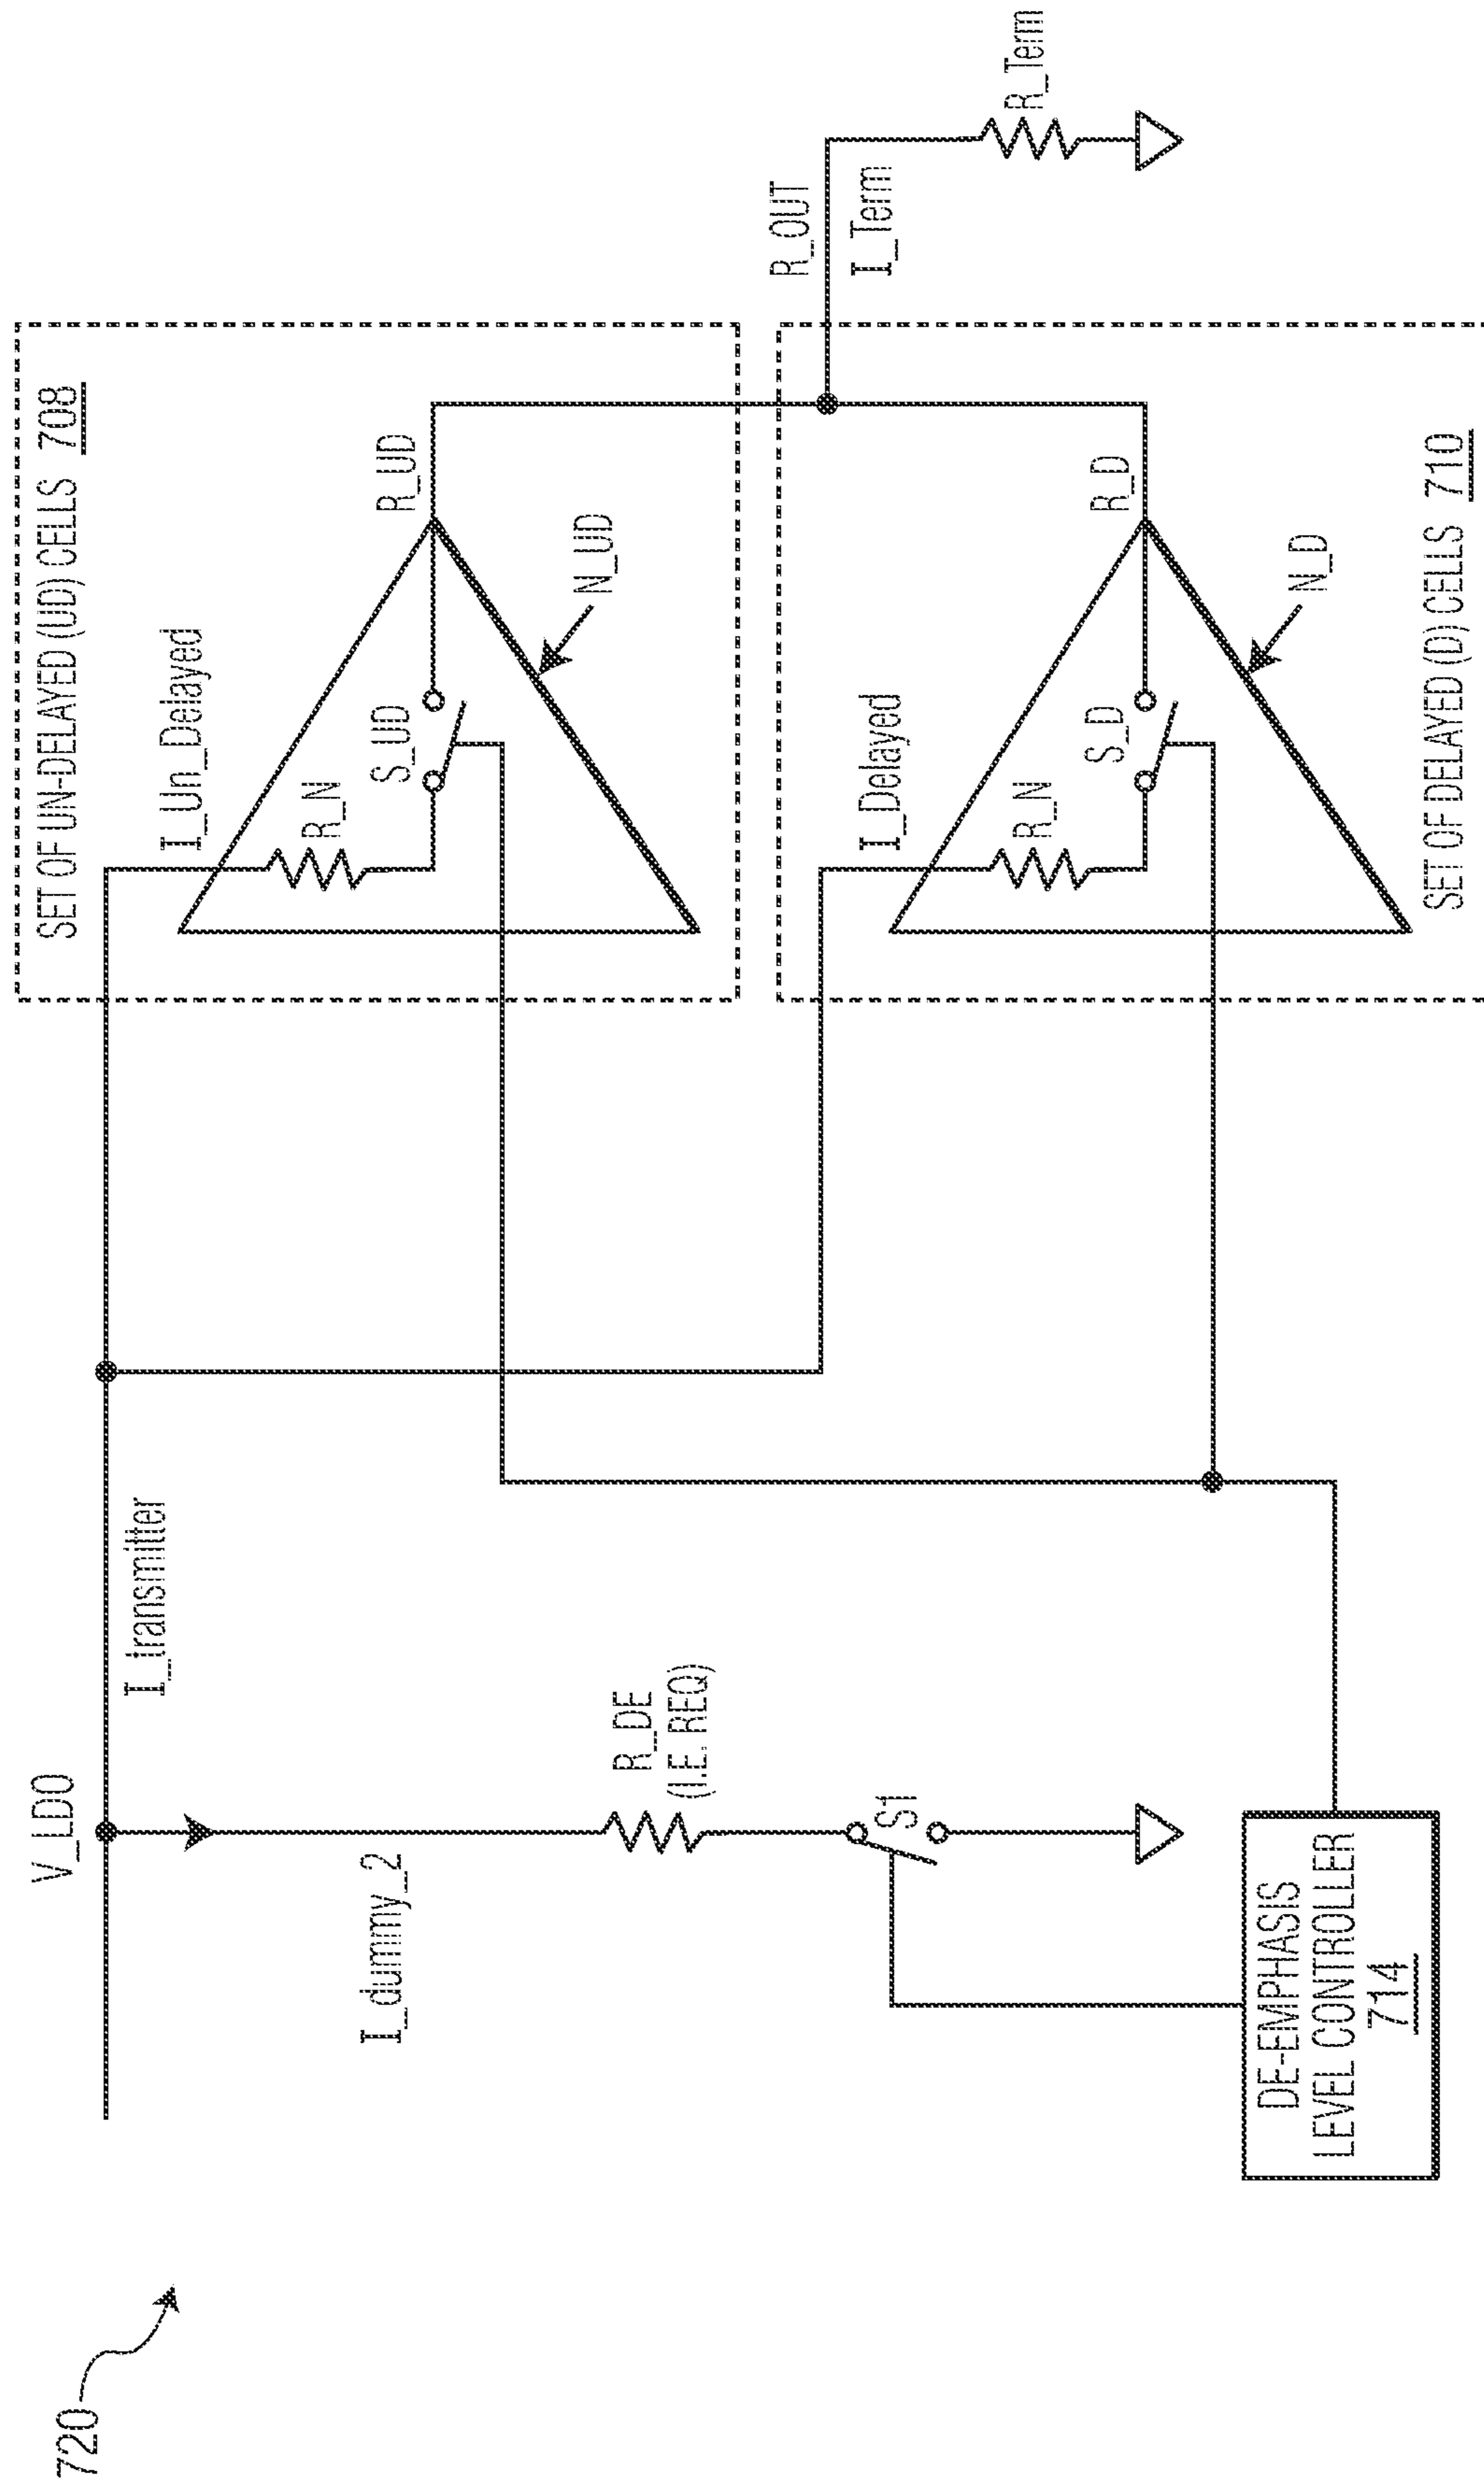 720
V_LDO
I_transmitter
I_dummy_2
R_DE
(I.E. REQ)
S1
DE-EMPHASIS
LEVEL CONTROLLER
714
SET OF UN-DELAYED (UD) CELLS 708
I_Un_Delayed
R_N
S_UD
R_UD
N_UD
I_Delayed
R_N
S_D
R_D
N_D
SET OF DELAYED (D) CELLS 710
R_OUT
I_Term
R_Term